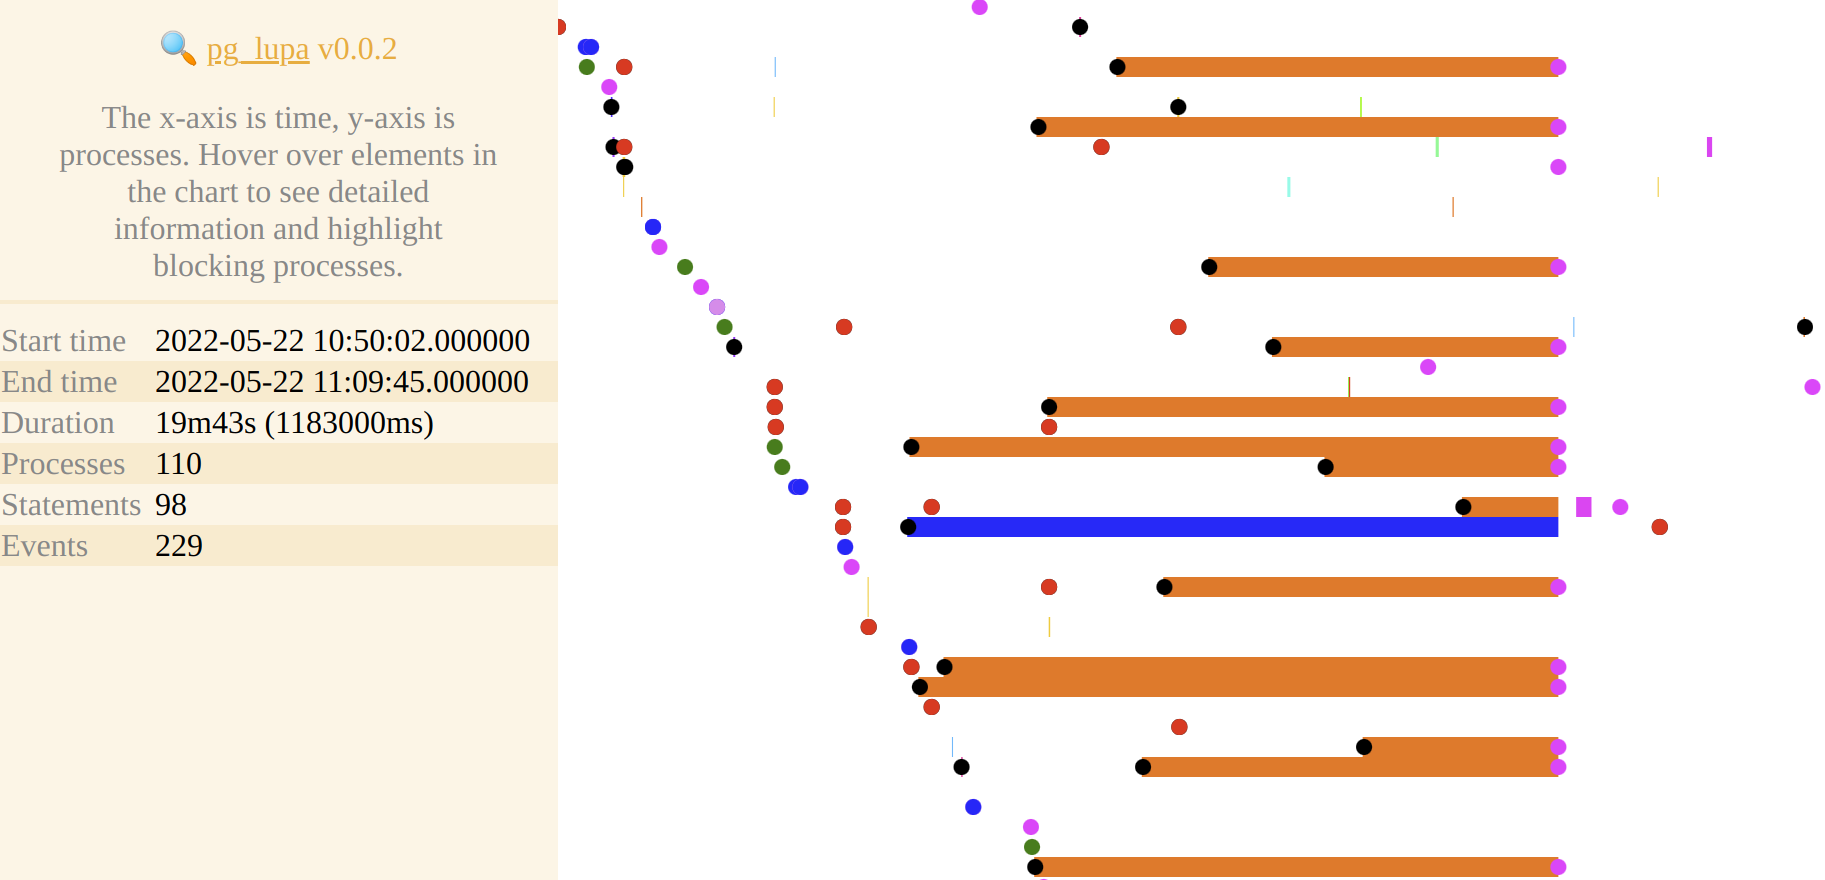 pg_lupa v0.0.2
The x-axis is time, y-axis is
processes. Hover over elements in
the chart to see detailed
information and highlight
blocking processes.
Start time 2022-05-22 10:50:02.000000
End time 2022-05-22 11:09:45.000000
Duration 19m43s (1183000ms)
Processes 110
Statements 98
Events 229